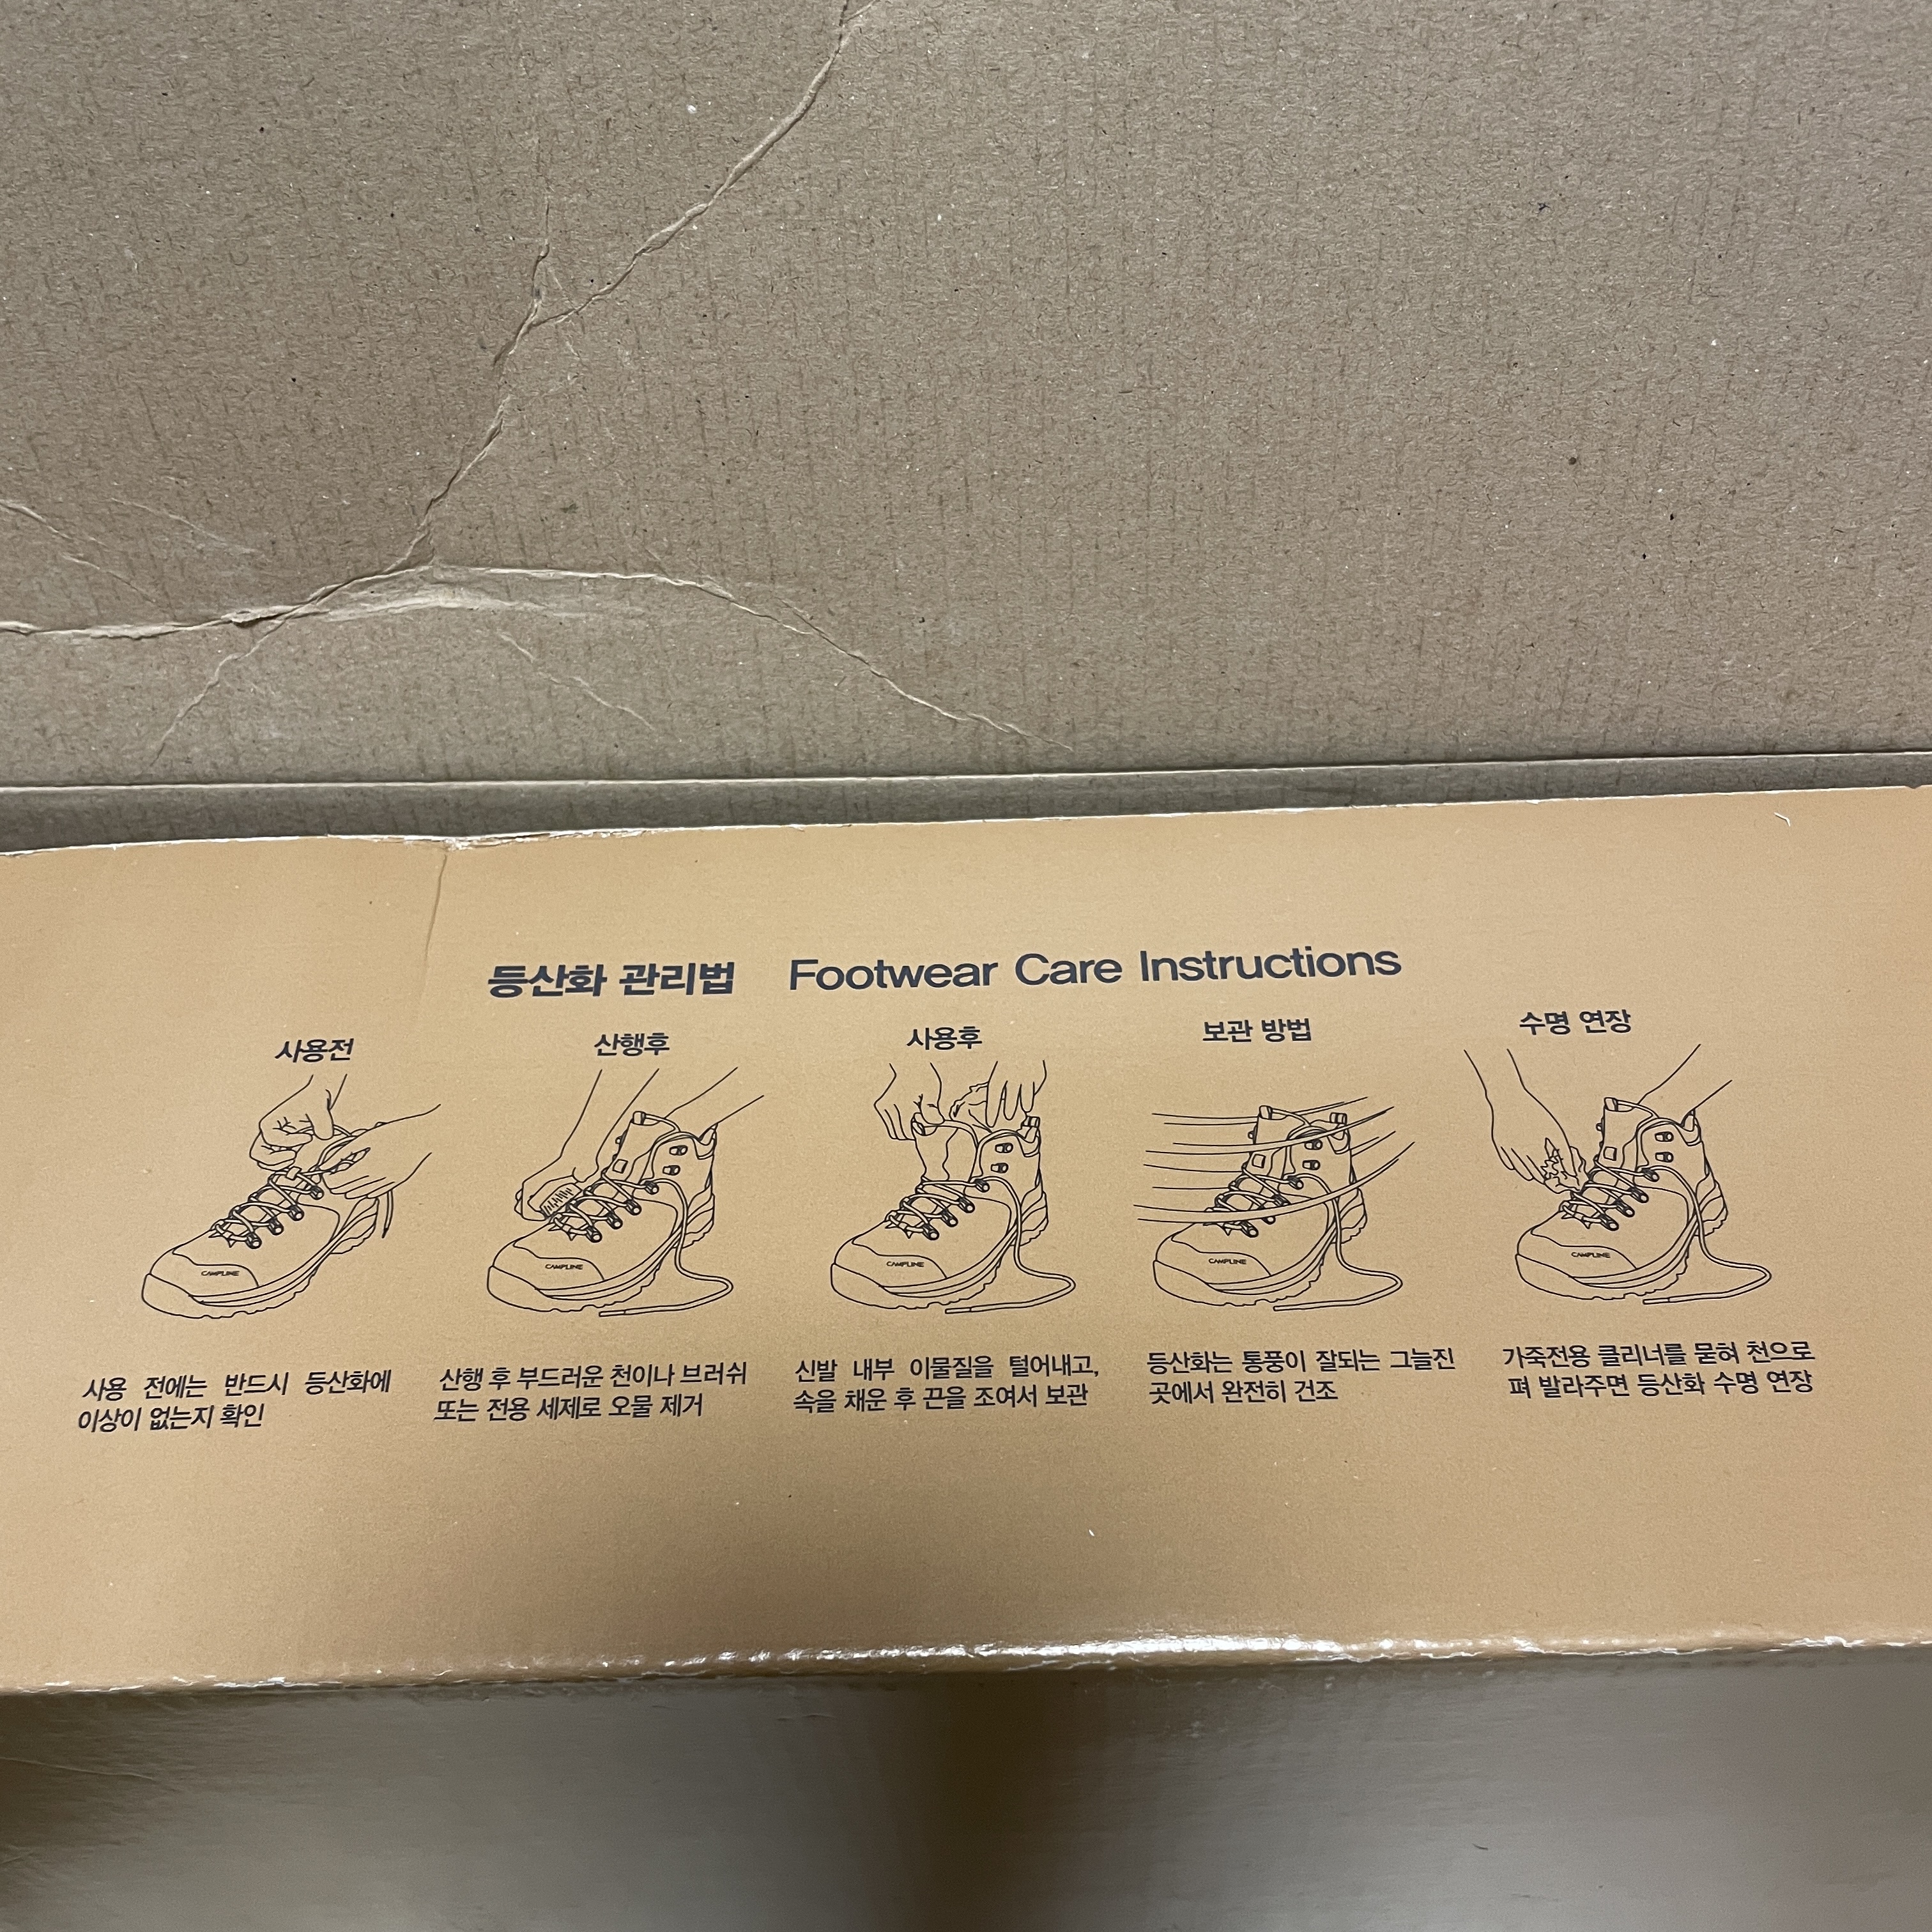 등산화 관리법 Footwear Care Instructions
사용전
산행후
사용후
보관 방법
수명 연장
CAMPLINE
CAMPLINE
CAMPLINE
CAMPLINE
CAMPLINE
사용 전에는 반드시 등산화에
이상이 없는지 확인
산행 후 부드러운 천이나 브러쉬
또는 전용 세제로 오물 제거
신발 내부 이물질을 털어내고,
속을 채운 후 끈을 조여서 보관
등산화는 통풍이 잘되는 그늘진
곳에서 완전히 건조
가죽전용 클리너를 묻혀 천으로
펴 발라주면 등산화 수명 연장